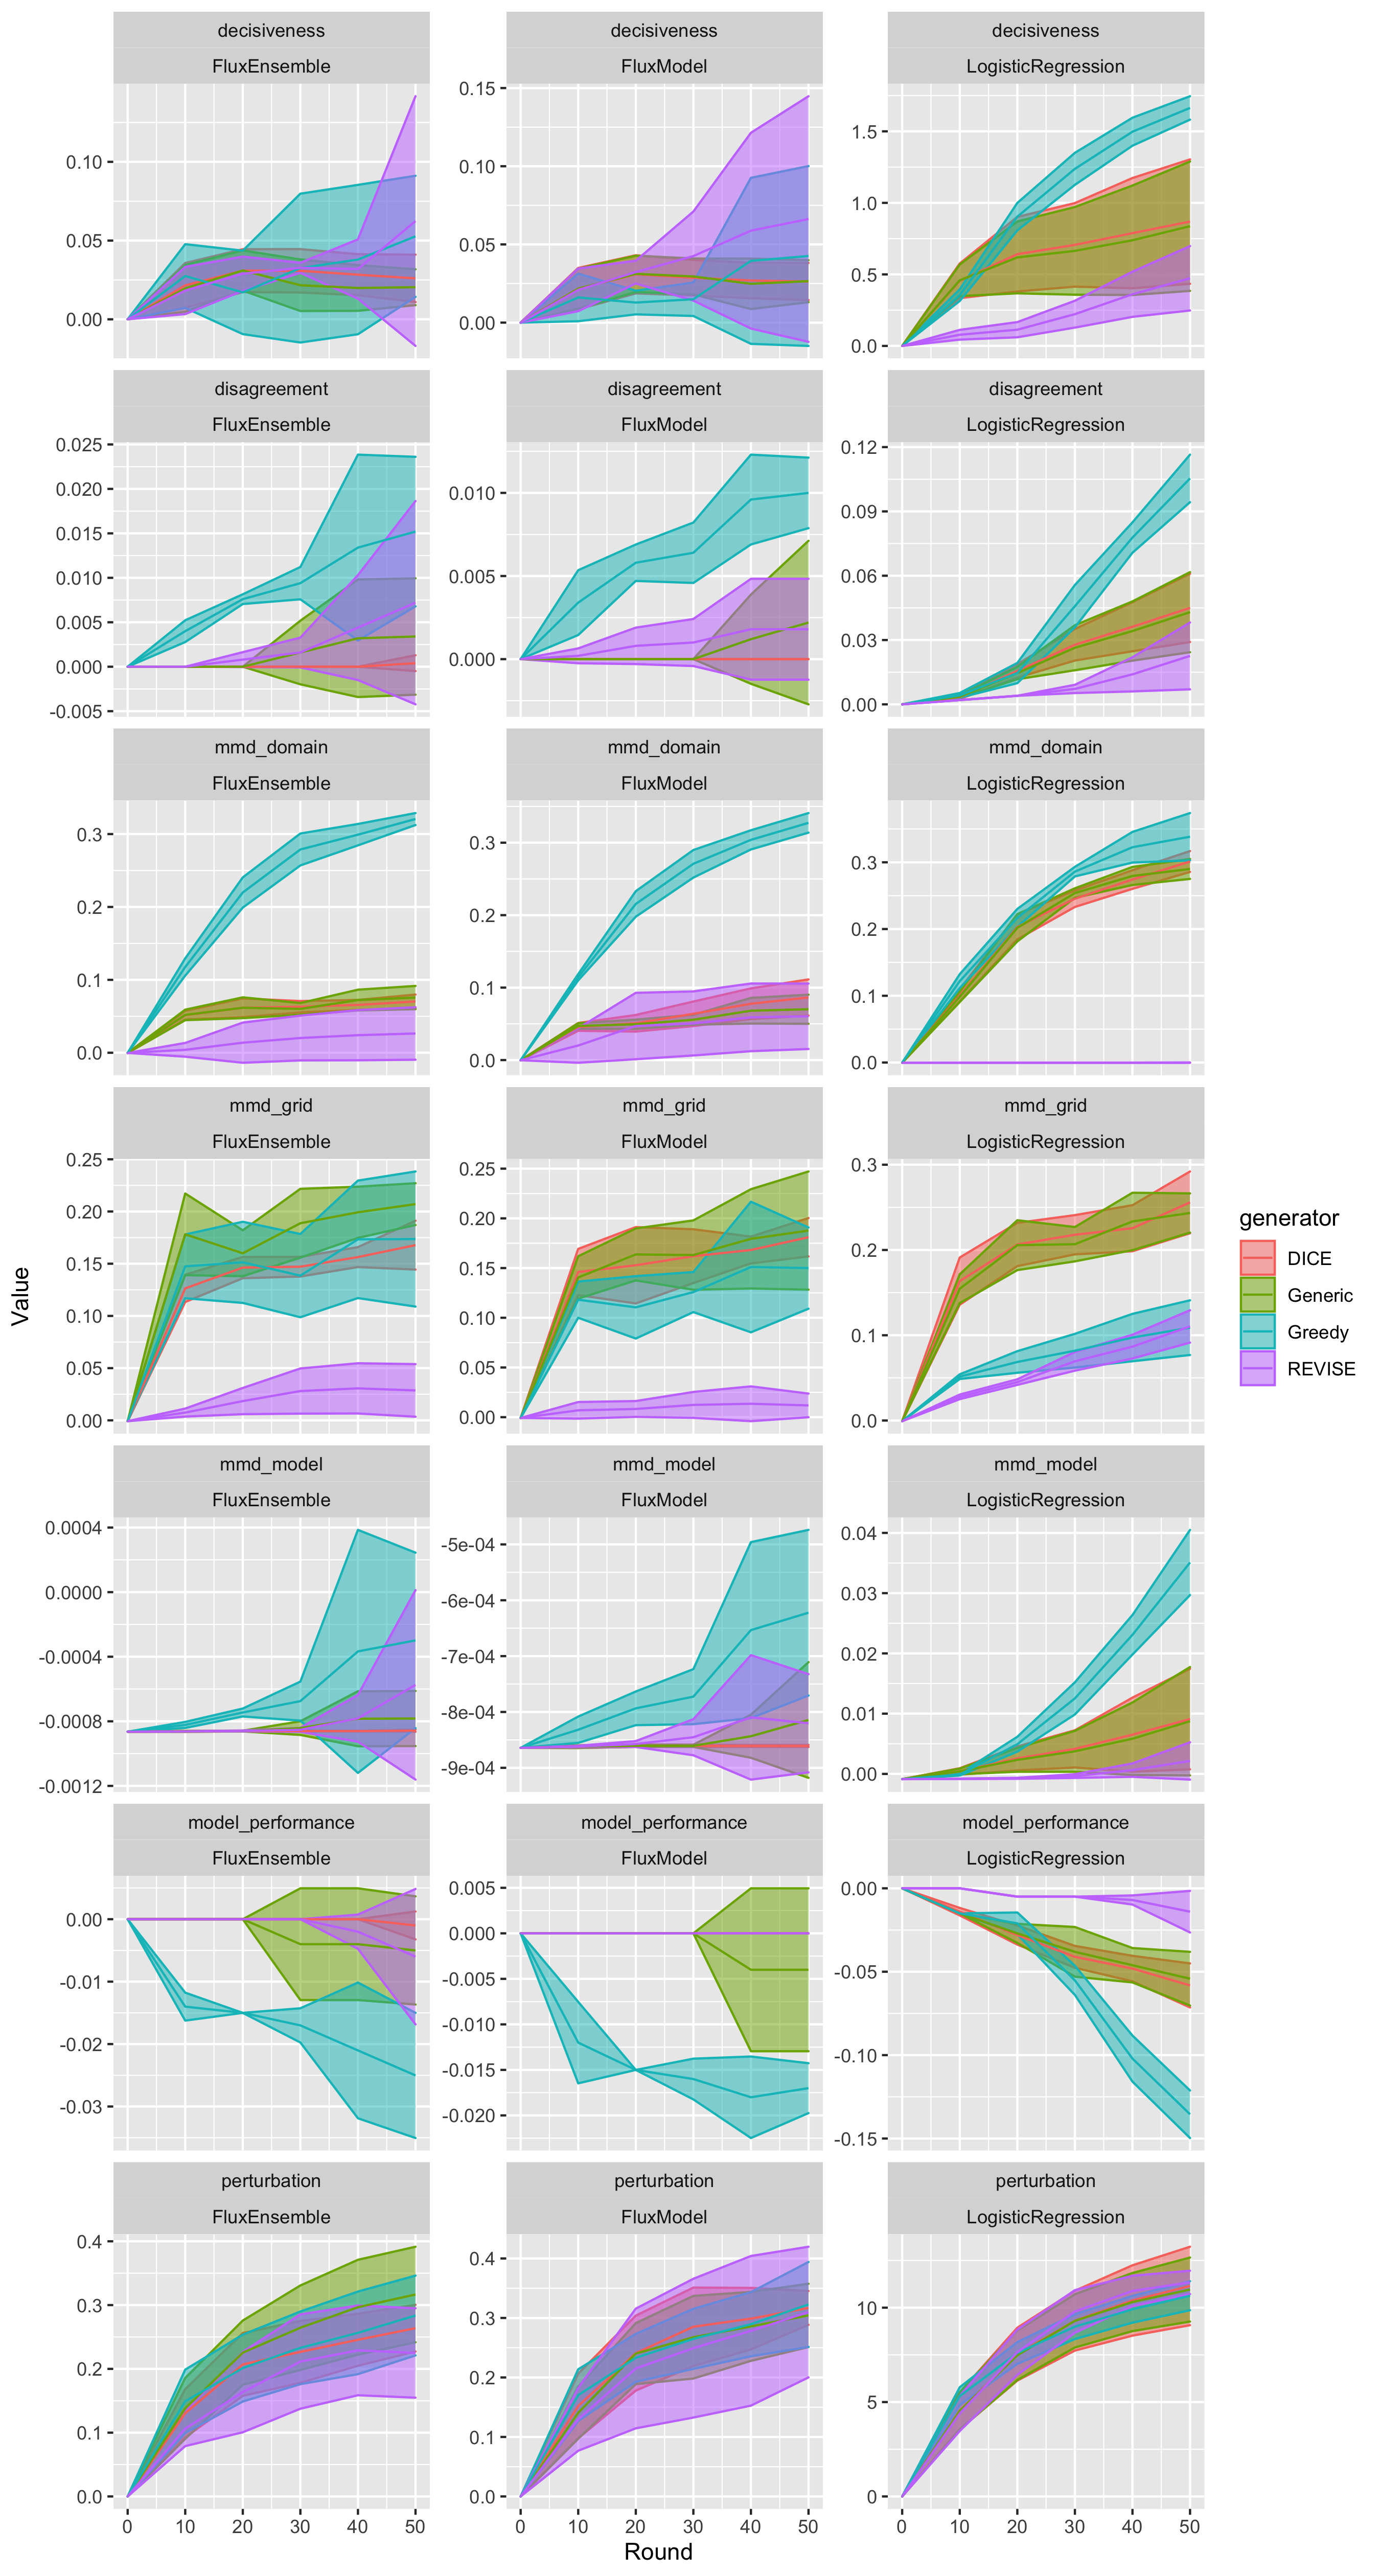 decisiveness decisiveness decisiveness
FluxEnsemble FluxModel LogisticRegression
0.10 0.05 0.00
0.15 0.10 0.05 0.00
1.5 1.0 0.5 0.0
disagreement disagreement disagreement
FluxEnsemble FluxModel LogisticRegression
0.025 0.020 0.015 0.010 0.005 0.000 -0.005
0.010 0.005 0.000
0.12 0.09 0.06 0.03 0.00
mmd_domain mmd_domain mmd_domain
FluxEnsemble FluxModel LogisticRegression
0.3 0.2 0.1 0.0
0.3 0.2 0.1 0.0
0.3 0.2 0.1 0.0
mmd_grid mmd_grid mmd_grid
FluxEnsemble FluxModel LogisticRegression
0.25 0.20 0.15 0.10 0.05 0.00
0.25 0.20 0.15 0.10 0.05 0.00
0.3 0.2 0.1 0.0
mmd_model mmd_model mmd_model
FluxEnsemble FluxModel LogisticRegression
0.0004 0.0000 -0.0004 -0.0008 -0.0012
-5e-04 -6e-04 -7e-04 -8e-04 -9e-04
0.04 0.03 0.02 0.01 0.00
model_performance model_performance model_performance
FluxEnsemble FluxModel LogisticRegression
0.00 -0.01 -0.02 -0.03
0.005 0.000 -0.005 -0.010 -0.015 -0.020
0.00 -0.05 -0.10 -0.15
perturbation perturbation perturbation
FluxEnsemble FluxModel LogisticRegression
0.4 0.3 0.2 0.1 0.0
0.4 0.3 0.2 0.1 0.0
10 5 0
0 10 20 30 40 50 0 10 20 30 40 50 0 10 20 30 40 50
Round
Value
generator
DICE
Generic
Greedy
REVISE